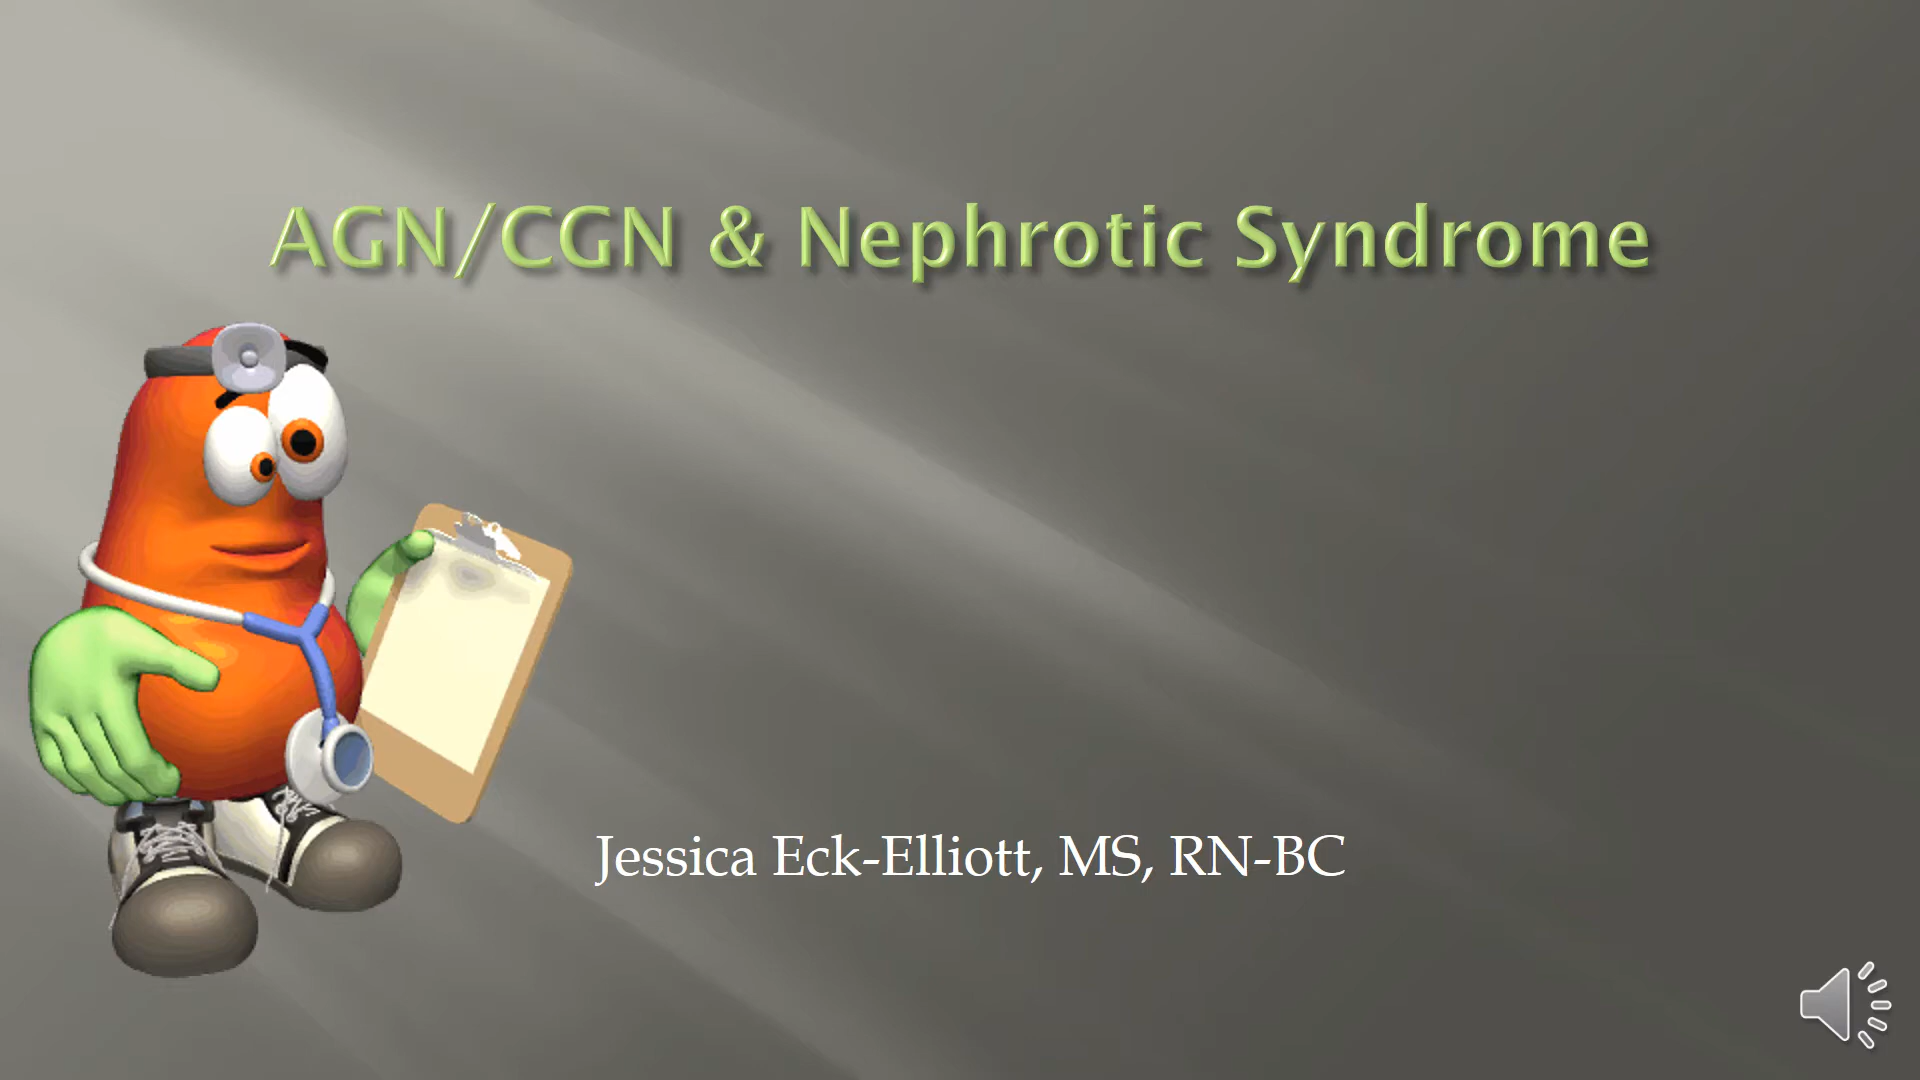 AGN/CGN & Nephrotic Syndrome
Jessica Eck-Elliott, MS, RN-BC